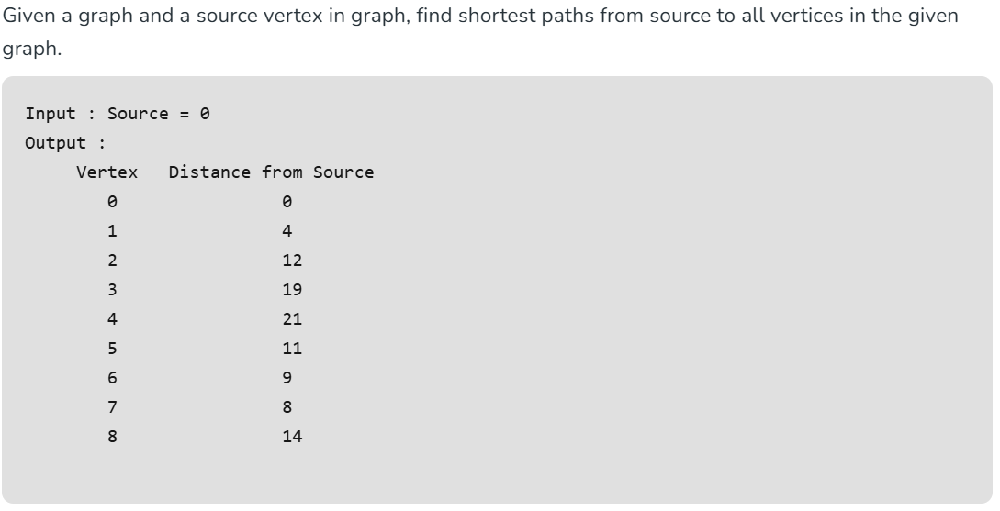 Given a graph and a source vertex in graph, find shortest paths from source to all vertices in the given
graph.
Input : Source = 0
Output :
     Vertex   Distance from Source
        0                0
        1                4
        2                12
        3                19
        4                21
        5                11
        6                9
        7                8
        8                14